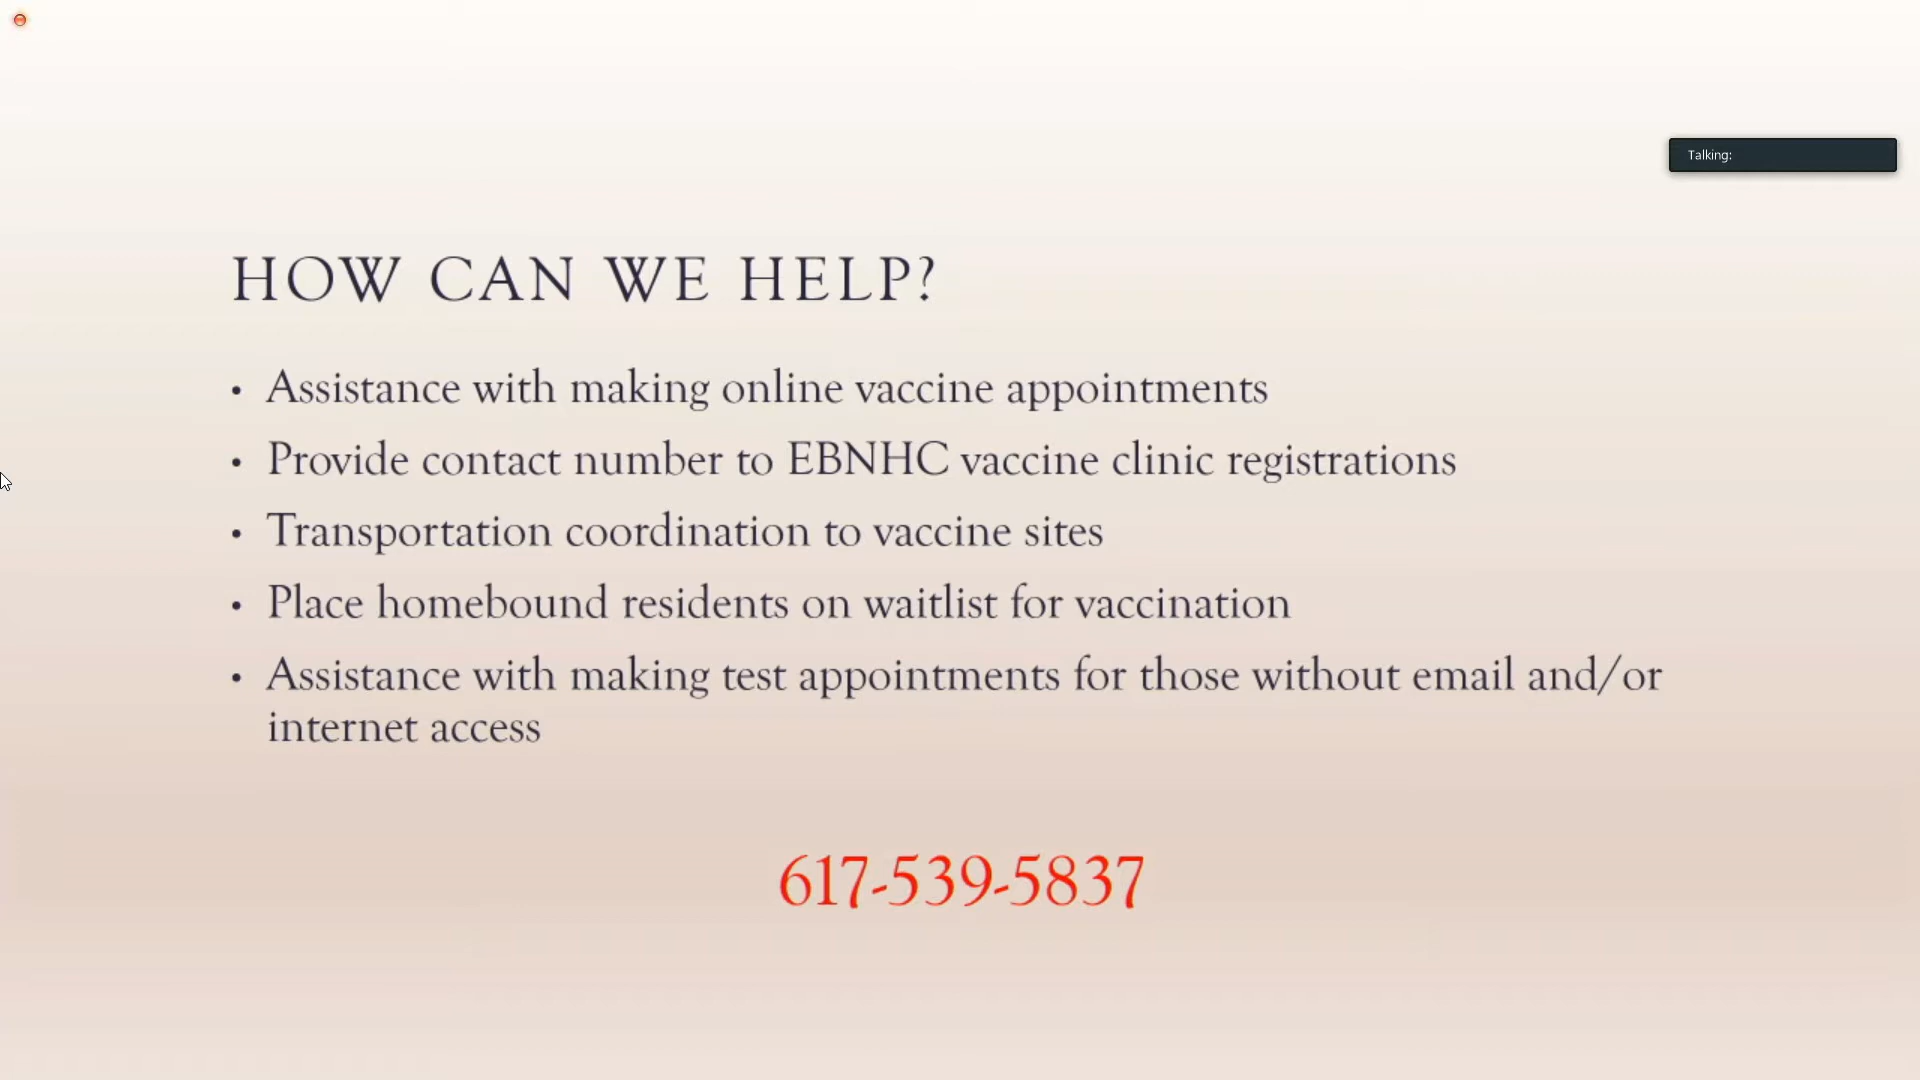 Talking:
HOW CAN WE HELP?
• Assistance with making online vaccine appointments
• Provide contact number to EBNHC vaccine clinic registrations
• Transportation coordination to vaccine sites
• Place homebound residents on waitlist for vaccination
• Assistance with making test appointments for those without email and/or
internet access
617-539-5837